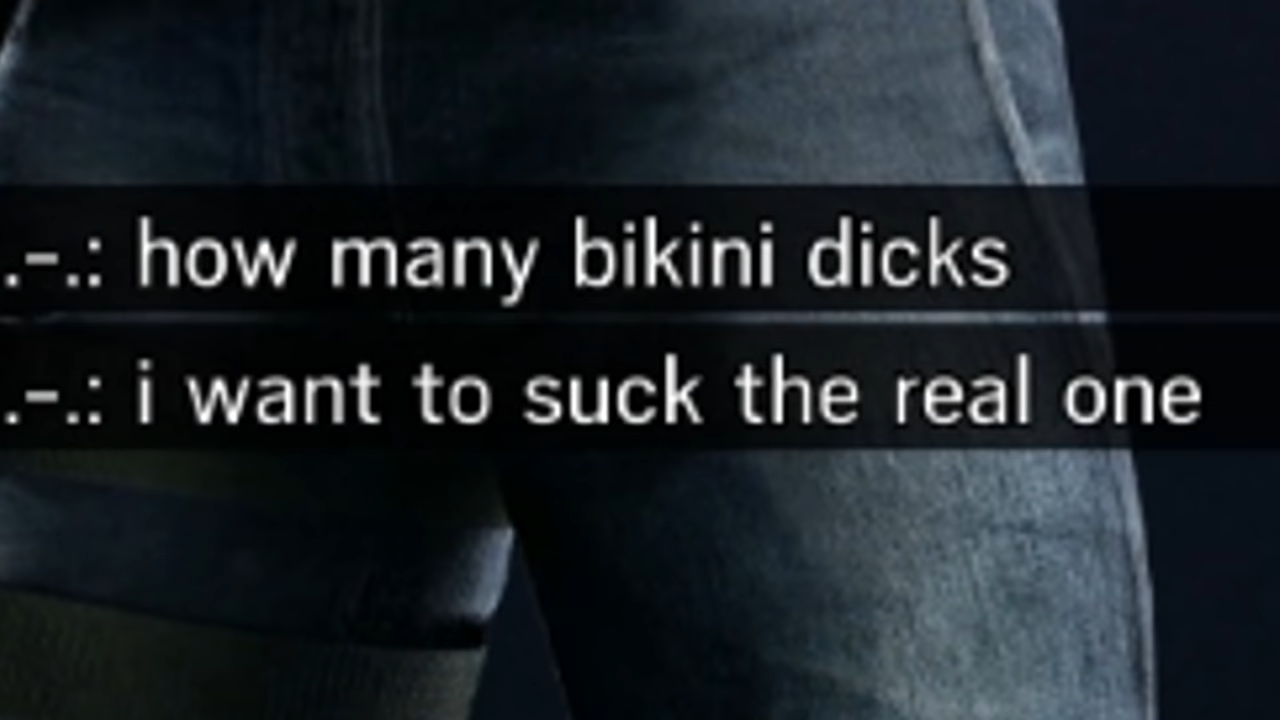 .-.: how many bikini dicks
.-.: i want to suck the real one